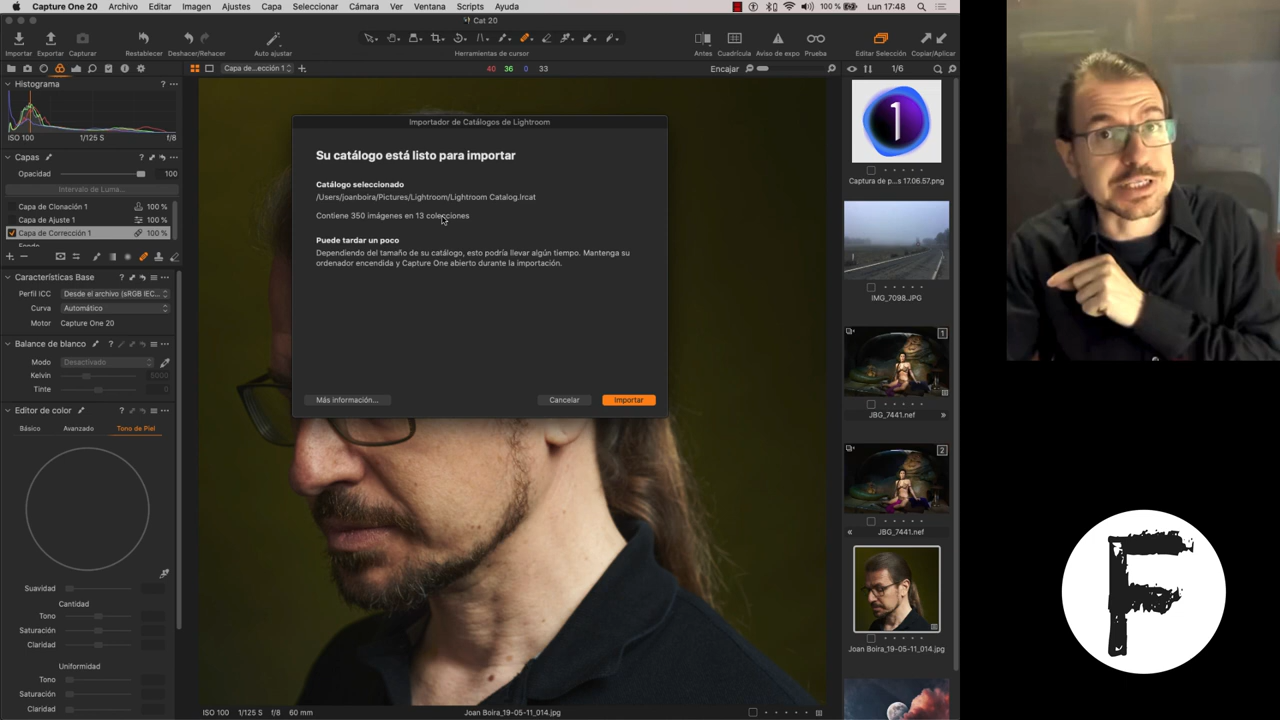 Capture One 20 Archivo Editar Imagen Ajustes Capa Seleccionar Cámara Ver Ventana Scripts Ayuda 100 % Lun 17:48
Cat 20
Importar Exportar Capturar Restablecer Deshacer/Rehacer Auto ajustar Herramientas de cursor Antes Cuadrícula Aviso de expo Prueba Editar Selección Copiar/Aplicar
Capa de...ección 1 40 36 0 33 Encajar 1/6
Histograma
ISO 100 1/125 S f/8
Capas
Opacidad 100
Intervalo de Luma...
Capa de Clonación 1 100 %
Capa de Ajuste 1 100 %
Capa de Corrección 1 100 %
Características Base
Perfil ICC Desde el archivo (sRGB IEC...
Curva Automático
Motor Capture One 20
Balance de blanco
Modo Desactivado
Kelvin 5000
Tinte 0
Editor de color
Básico Avanzado Tono de Piel
Suavidad
Cantidad
Tono
Saturación
Claridad
Uniformidad
Tono
Saturación
Claridad
Importador de Catálogos de Lightroom
Su catálogo está listo para importar
Catálogo seleccionado
/Users/joanboira/Pictures/Lightroom/Lightroom Catalog.lrcat
Contiene 350 imágenes en 13 colecciones
Puede tardar un poco
Dependiendo del tamaño de su catálogo, esto podría llevar algún tiempo. Mantenga su
ordenador encendida y Capture One abierto durante la importación.
Más información... Cancelar Importar
ISO 100 1/125 S f/8 60 mm Joan Boira_19-05-11_014.jpg
1
Captura de p...s 17.06.57.png
IMG_7098.JPG
1
JBG_7441.nef
2
JBG_7441.nef
Joan Boira_19-05-11_014.jpg
F